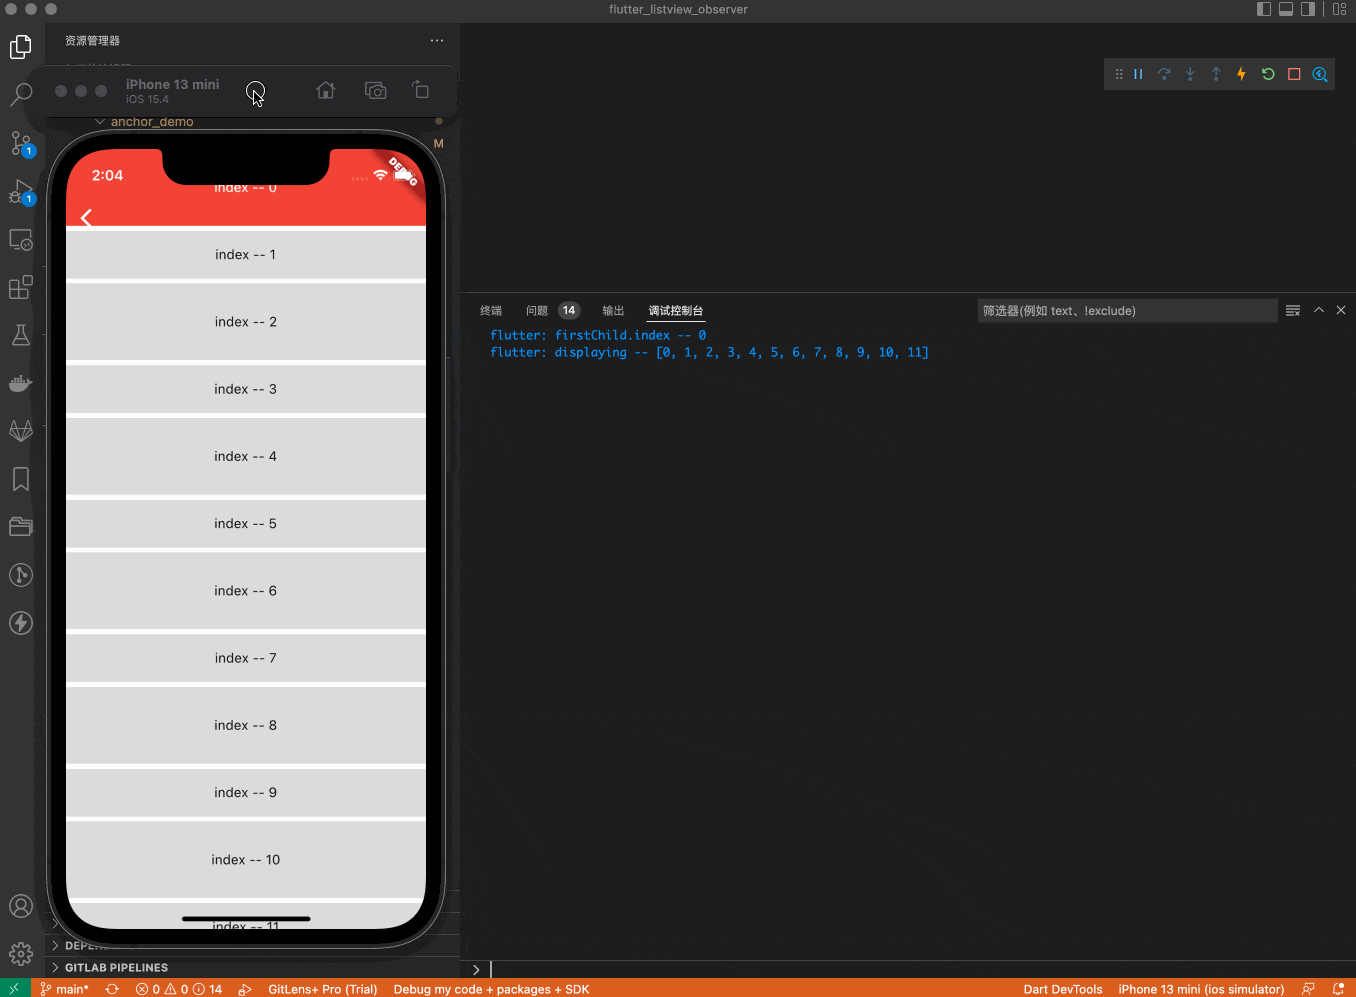 flutter_listview_observer
资源管理器
iPhone 13 mini
iOS 15.4
anchor_demo
M
1
1
2:04
DEBUG
index -- 0
index -- 1
index -- 2
index -- 3
index -- 4
index -- 5
index -- 6
index -- 7
index -- 8
index -- 9
index -- 10
index -- 11
GITLAB PIPELINES
终端 问题 14 输出 调试控制台
筛选器(例如 text、!exclude)
flutter: firstChild.index -- 0
flutter: displaying -- [0, 1, 2, 3, 4, 5, 6, 7, 8, 9, 10, 11]
main* 0 0 14 GitLens+ Pro (Trial) Debug my code + packages + SDK Dart DevTools iPhone 13 mini (ios simulator)